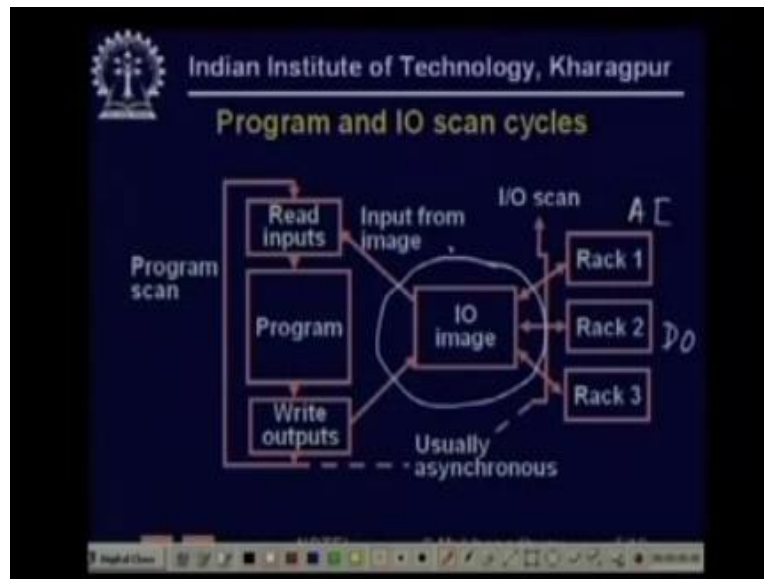 Indian Institute of Technology, Kharagpur
Program and IO scan cycles
Program
scan
Read
inputs
Program
Write
outputs
Input from
image
IO
image
I/O scan
A I
Rack 1
Rack 2
DO
Rack 3
Usually
asynchronous